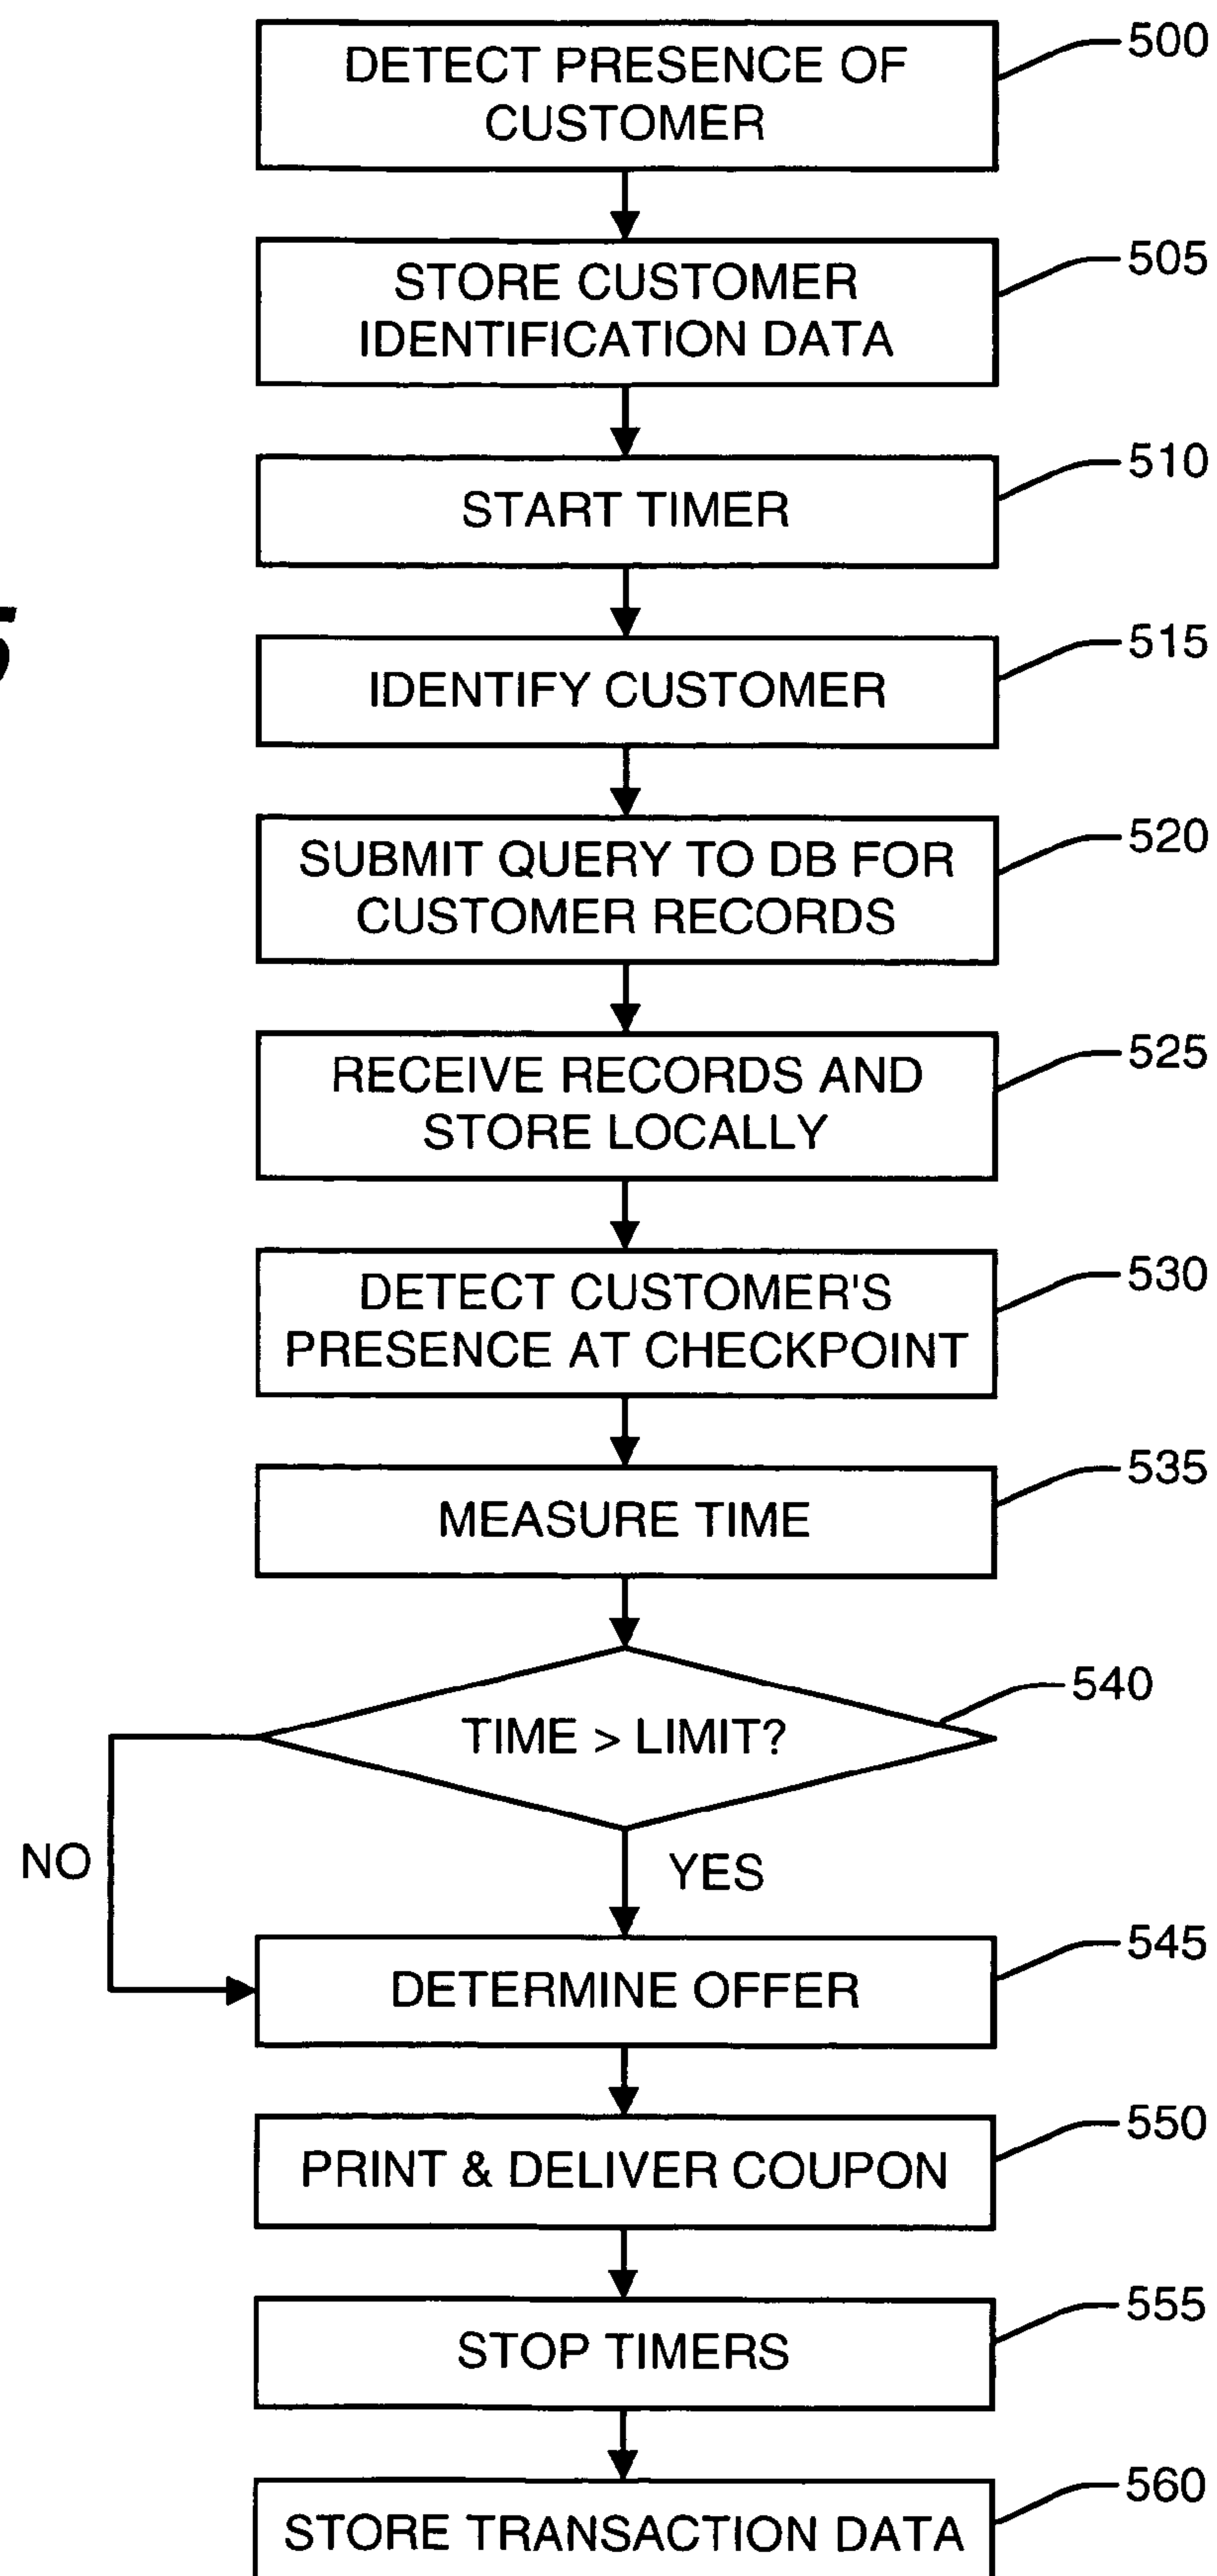 DETECT PRESENCE OF
CUSTOMER
500
STORE CUSTOMER
IDENTIFICATION DATA
505
START TIMER
510
IDENTIFY CUSTOMER
515
SUBMIT QUERY TO DB FOR
CUSTOMER RECORDS
520
RECEIVE RECORDS AND
STORE LOCALLY
525
DETECT CUSTOMER'S
PRESENCE AT CHECKPOINT
530
MEASURE TIME
535
TIME > LIMIT?
540
NO
YES
DETERMINE OFFER
545
PRINT & DELIVER COUPON
550
STOP TIMERS
555
STORE TRANSACTION DATA
560